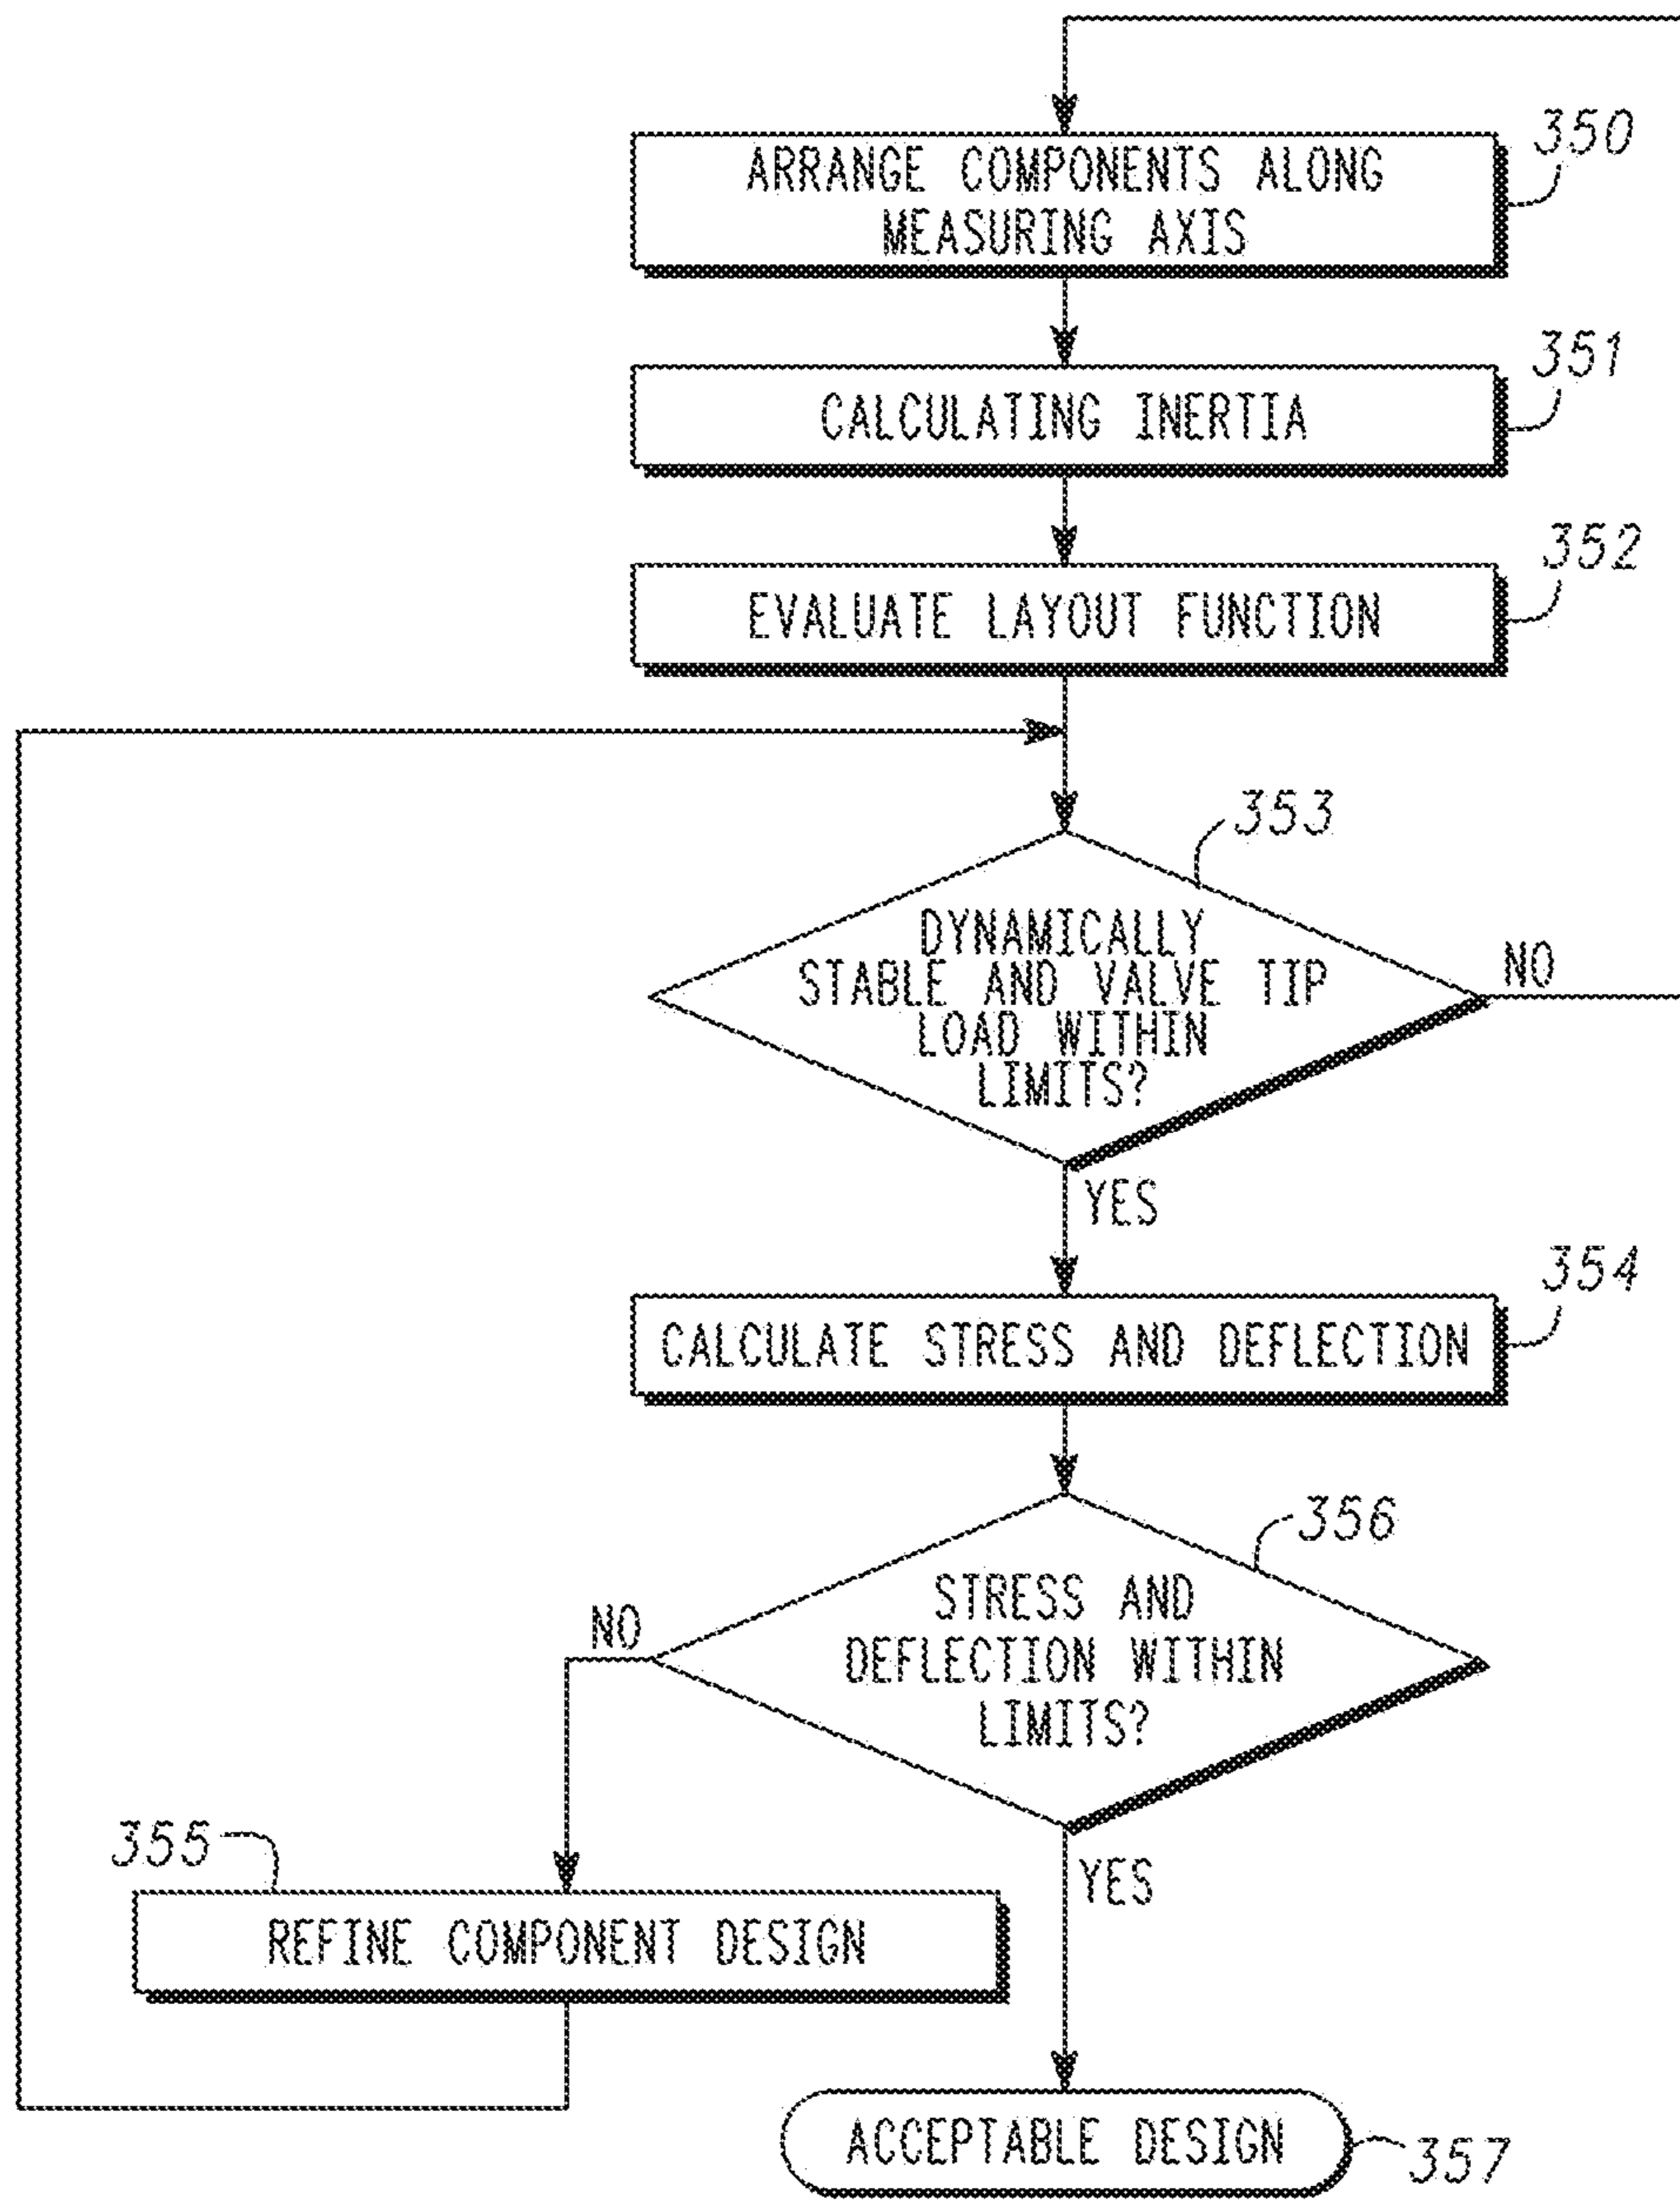 350
ARRANGE COMPONENTS ALONG
MEASURING AXIS
351
CALCULATING INERTIA
352
EVALUATE LAYOUT FUNCTION
353
DYNAMICALLY
STABLE AND VALVE TIP
LOAD WITHIN
LIMITS?
NO
YES
354
CALCULATE STRESS AND DEFLECTION
356
STRESS AND
DEFLECTION WITHIN
LIMITS?
NO
355
YES
REFINE COMPONENT DESIGN
ACCEPTABLE DESIGN
357